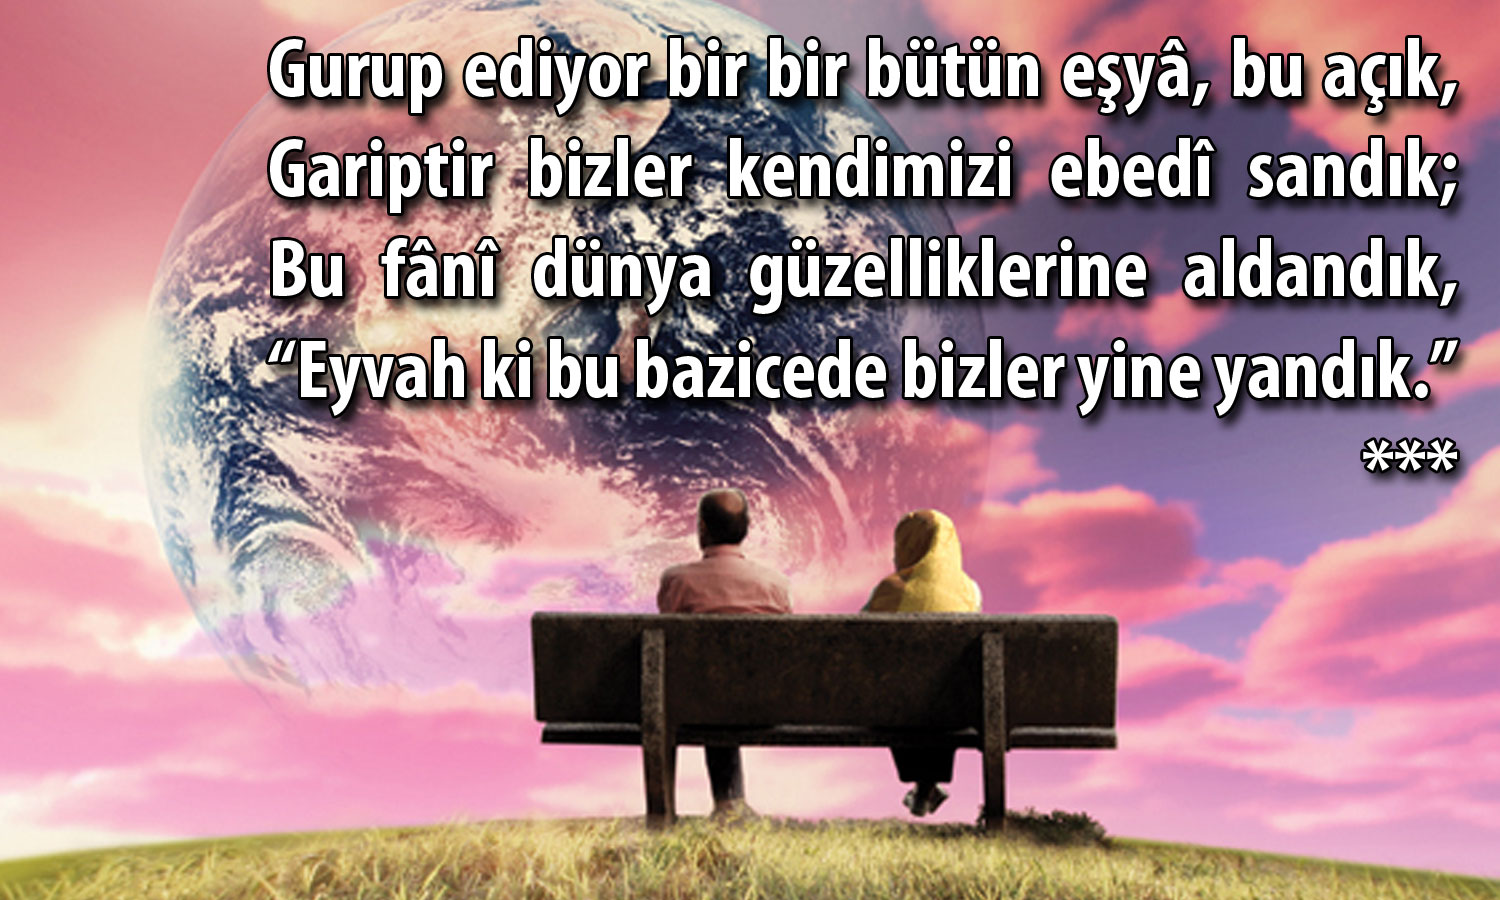 Gurup ediyor bir bir bütün eşyâ, bu açık,
Gariptir bizler kendimizi ebedî sandık;
Bu fânî dünya güzelliklerine aldandık,
“Eyvah ki bu bazicede bizler yine yandık.”
***